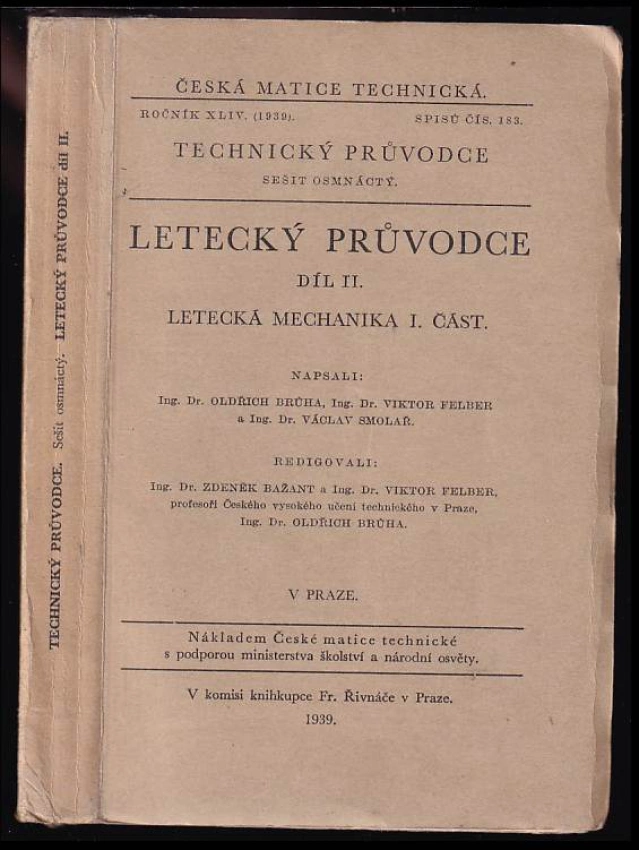 ČESKÁ MATICE TECHNICKÁ.
ROČNÍK XLIV. (1939).
SPISŮ ČÍS. 183.
TECHNICKÝ PRŮVODCE
SEŠIT OSMNÁCTÝ.
LETECKÝ PRŮVODCE
DÍL II.
LETECKÁ MECHANIKA I. ČÁST.
NAPSALI:
Ing. Dr. OLDŘICH BRŮHA, Ing. Dr. VIKTOR FELBER
a Ing. Dr. VÁCLAV SMOLAŘ.
REDIGOVALI:
Ing. Dr. ZDENĚK BAŽANT a Ing. Dr. VIKTOR FELBER,
profesoři Českého vysokého učení technického v Praze,
Ing. Dr. OLDŘICH BRŮHA.
V PRAZE.
Nákladem České matice technické
s podporou ministerstva školství a národní osvěty.
V komisi knihkupce Fr. Řivnáče v Praze.
1939.
TECHNICKÝ PRŮVODCE. Sešit osmnáctý. LETECKÝ PRŮVODCE díl II.